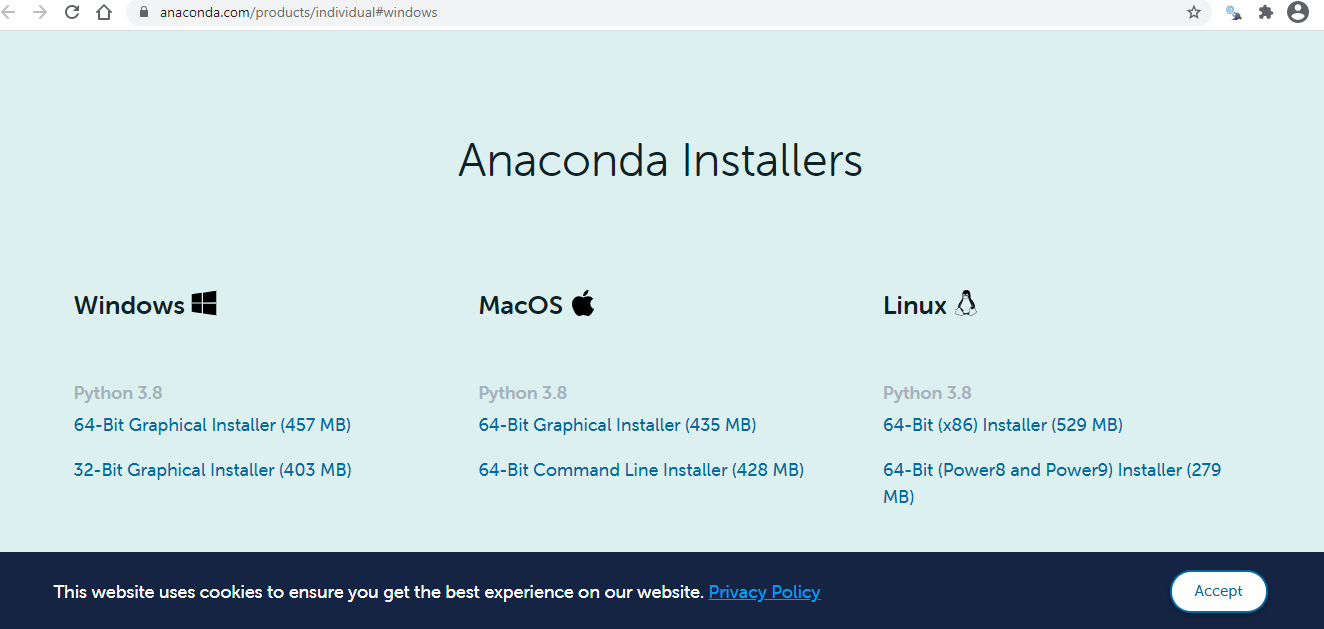 anaconda.com/products/individual#windows
Anaconda Installers
Windows
MacOS
Linux
Python 3.8
64-Bit Graphical Installer (457 MB)
32-Bit Graphical Installer (403 MB)
Python 3.8
64-Bit Graphical Installer (435 MB)
64-Bit Command Line Installer (428 MB)
Python 3.8
64-Bit (x86) Installer (529 MB)
64-Bit (Power8 and Power9) Installer (279
MB)
This website uses cookies to ensure you get the best experience on our website. Privacy Policy
Accept